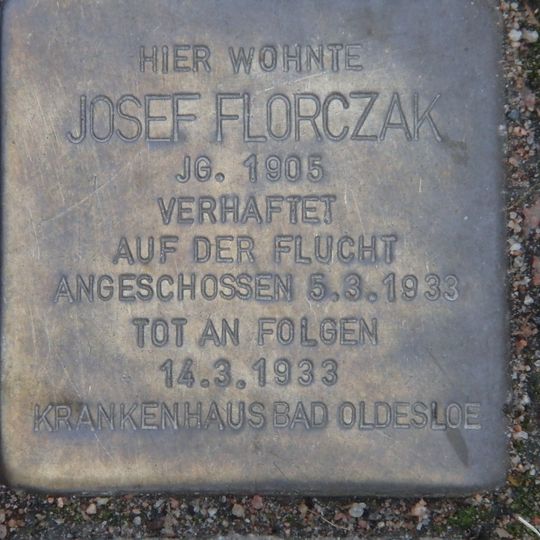 HIER WOHNTE
JOSEF FLORCZAK
JG. 1905
VERHAFTET
AUF DER FLUCHT
ANGESCHOSSEN 5.3.1933
TOT AN FOLGEN
14.3.1933
KRANKENHAUS BAD OLDESLOE